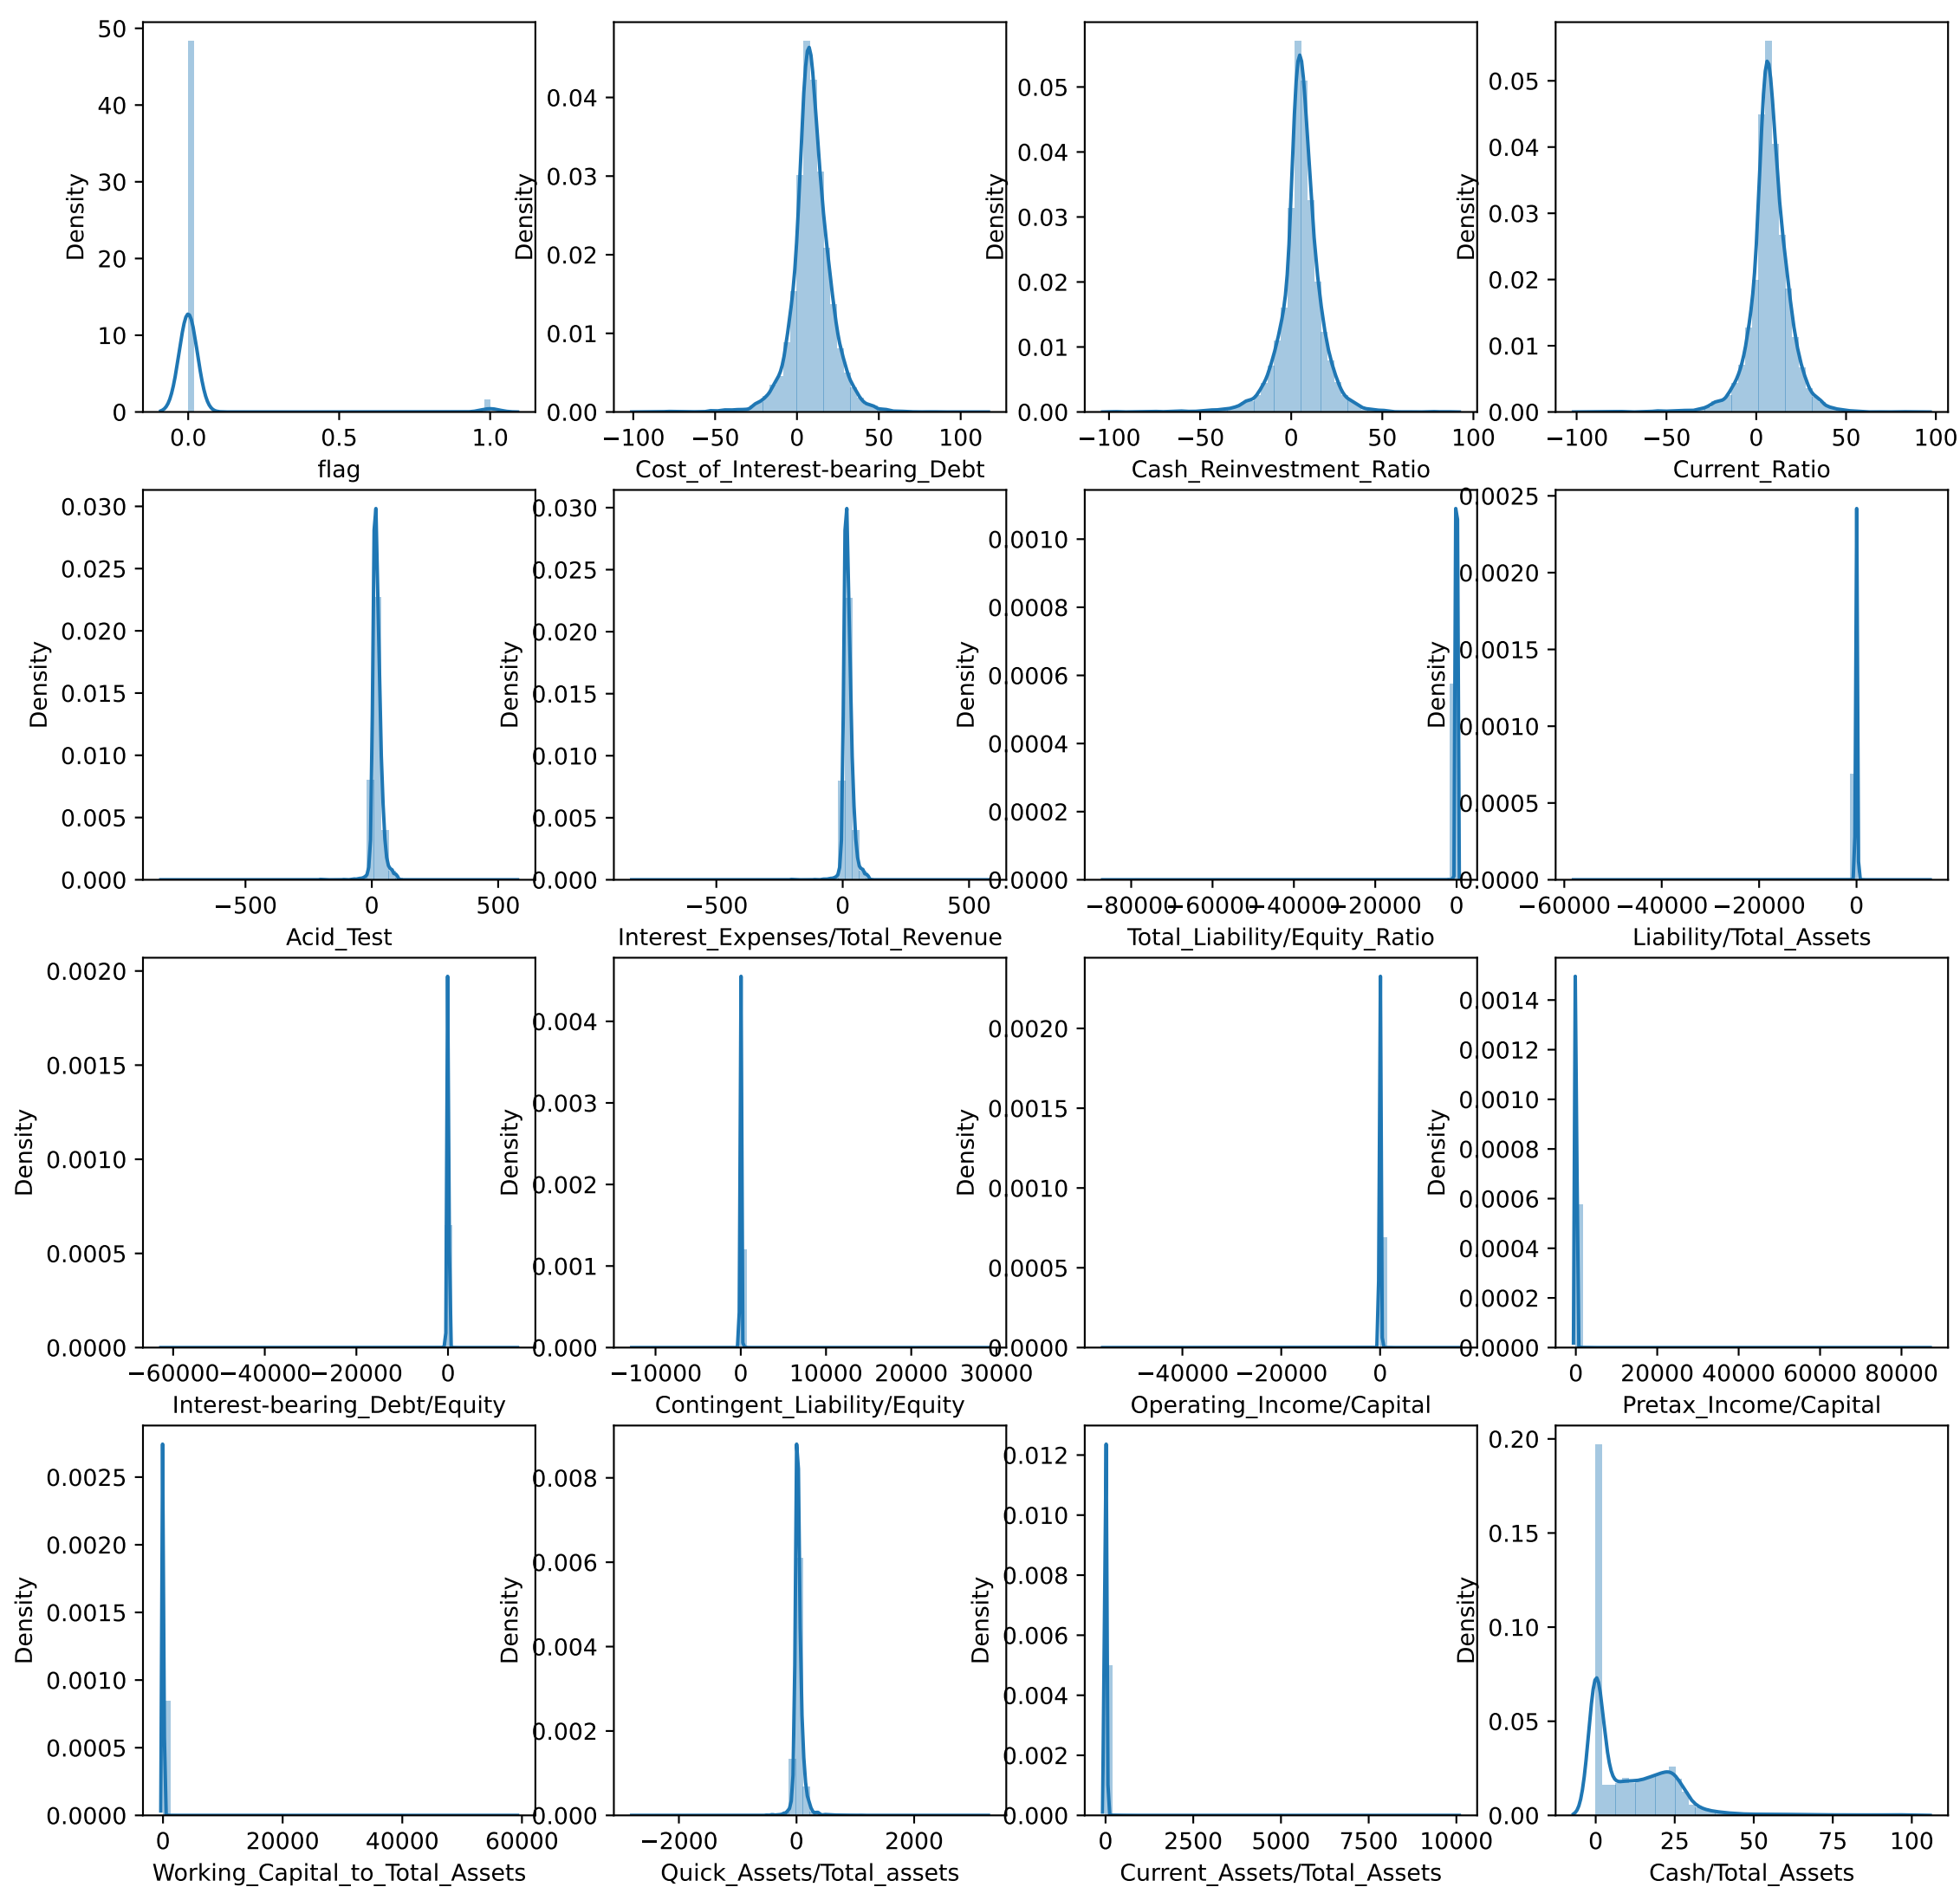 50
40
30
20
10
0
Density
0.0 0.5 1.0
flag
0.04
0.03
0.02
0.01
0.00
Density
−100 −50 0 50 100
Cost_of_Interest-bearing_Debt
0.05
0.04
0.03
0.02
0.01
0.00
Density
−100 −50 0 50 100
Cash_Reinvestment_Ratio
0.05
0.04
0.03
0.02
0.01
0.00
Density
−100 −50 0 50 100
Current_Ratio
0.030
0.025
0.020
0.015
0.010
0.005
0.000
Density
−500 0 500
Acid_Test
0.030
0.025
0.020
0.015
0.010
0.005
0.000
Density
−500 0 500
Interest_Expenses/Total_Revenue
0.0010
0.0008
0.0006
0.0004
0.0002
0.0000
Density
−80000 −60000 −40000 −20000 0
Total_Liability/Equity_Ratio
0.0025
0.0020
0.0015
0.0010
0.0005
0.0000
Density
−60000 −40000 −20000 0
Liability/Total_Assets
0.0020
0.0015
0.0010
0.0005
0.0000
Density
−60000 −40000 −20000 0
Interest-bearing_Debt/Equity
0.004
0.003
0.002
0.001
0.000
Density
−10000 0 10000 20000 30000
Contingent_Liability/Equity
0.0020
0.0015
0.0010
0.0005
0.0000
Density
−40000 −20000 0
Operating_Income/Capital
0.0014
0.0012
0.0010
0.0008
0.0006
0.0004
0.0002
0.0000
Density
0 20000 40000 60000 80000
Pretax_Income/Capital
0.0025
0.0020
0.0015
0.0010
0.0005
0.0000
Density
0 20000 40000 60000
Working_Capital_to_Total_Assets
0.008
0.006
0.004
0.002
0.000
Density
−2000 0 2000
Quick_Assets/Total_assets
0.012
0.010
0.008
0.006
0.004
0.002
0.000
Density
0 2500 5000 7500 10000
Current_Assets/Total_Assets
0.20
0.15
0.10
0.05
0.00
Density
0 25 50 75 100
Cash/Total_Assets